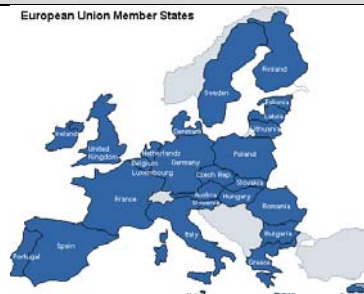 European Union Member States
Finland
Sweden
Estonia
Latvia
Lithuania
Denmark
Ireland
United
Kingdom
Netherlands
Belgium
Luxembourg
Germany
Poland
Czech Rep.
Slovakia
France
Austria
Hungary
Slovenia
Romania
Italy
Bulgaria
Portugal
Spain
Greece